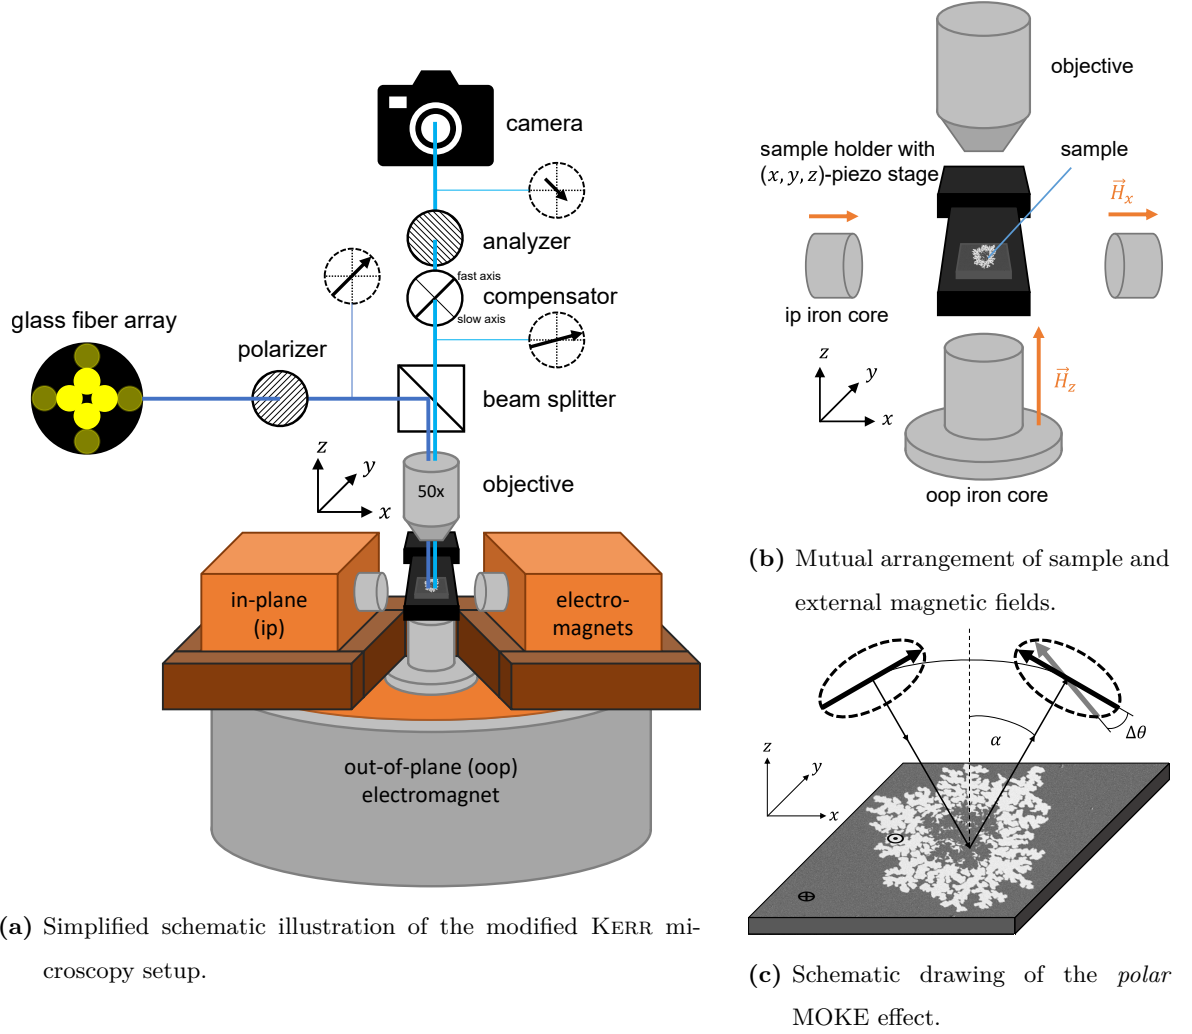 camera
analyzer
fast axis
compensator
slow axis
glass fiber array
polarizer
beam splitter
z
y
x
50x
objective
in-plane
(ip)
electro-
magnets
out-of-plane (oop)
electromagnet
(a) Simplified schematic illustration of the modified KERR mi-
croscopy setup.
objective
sample holder with
(x, y, z)-piezo stage
sample
H⃗x
ip iron core
z
y
x
H⃗z
oop iron core
(b) Mutual arrangement of sample and
external magnetic fields.
α
Δθ
z
y
x
(c) Schematic drawing of the polar
MOKE effect.